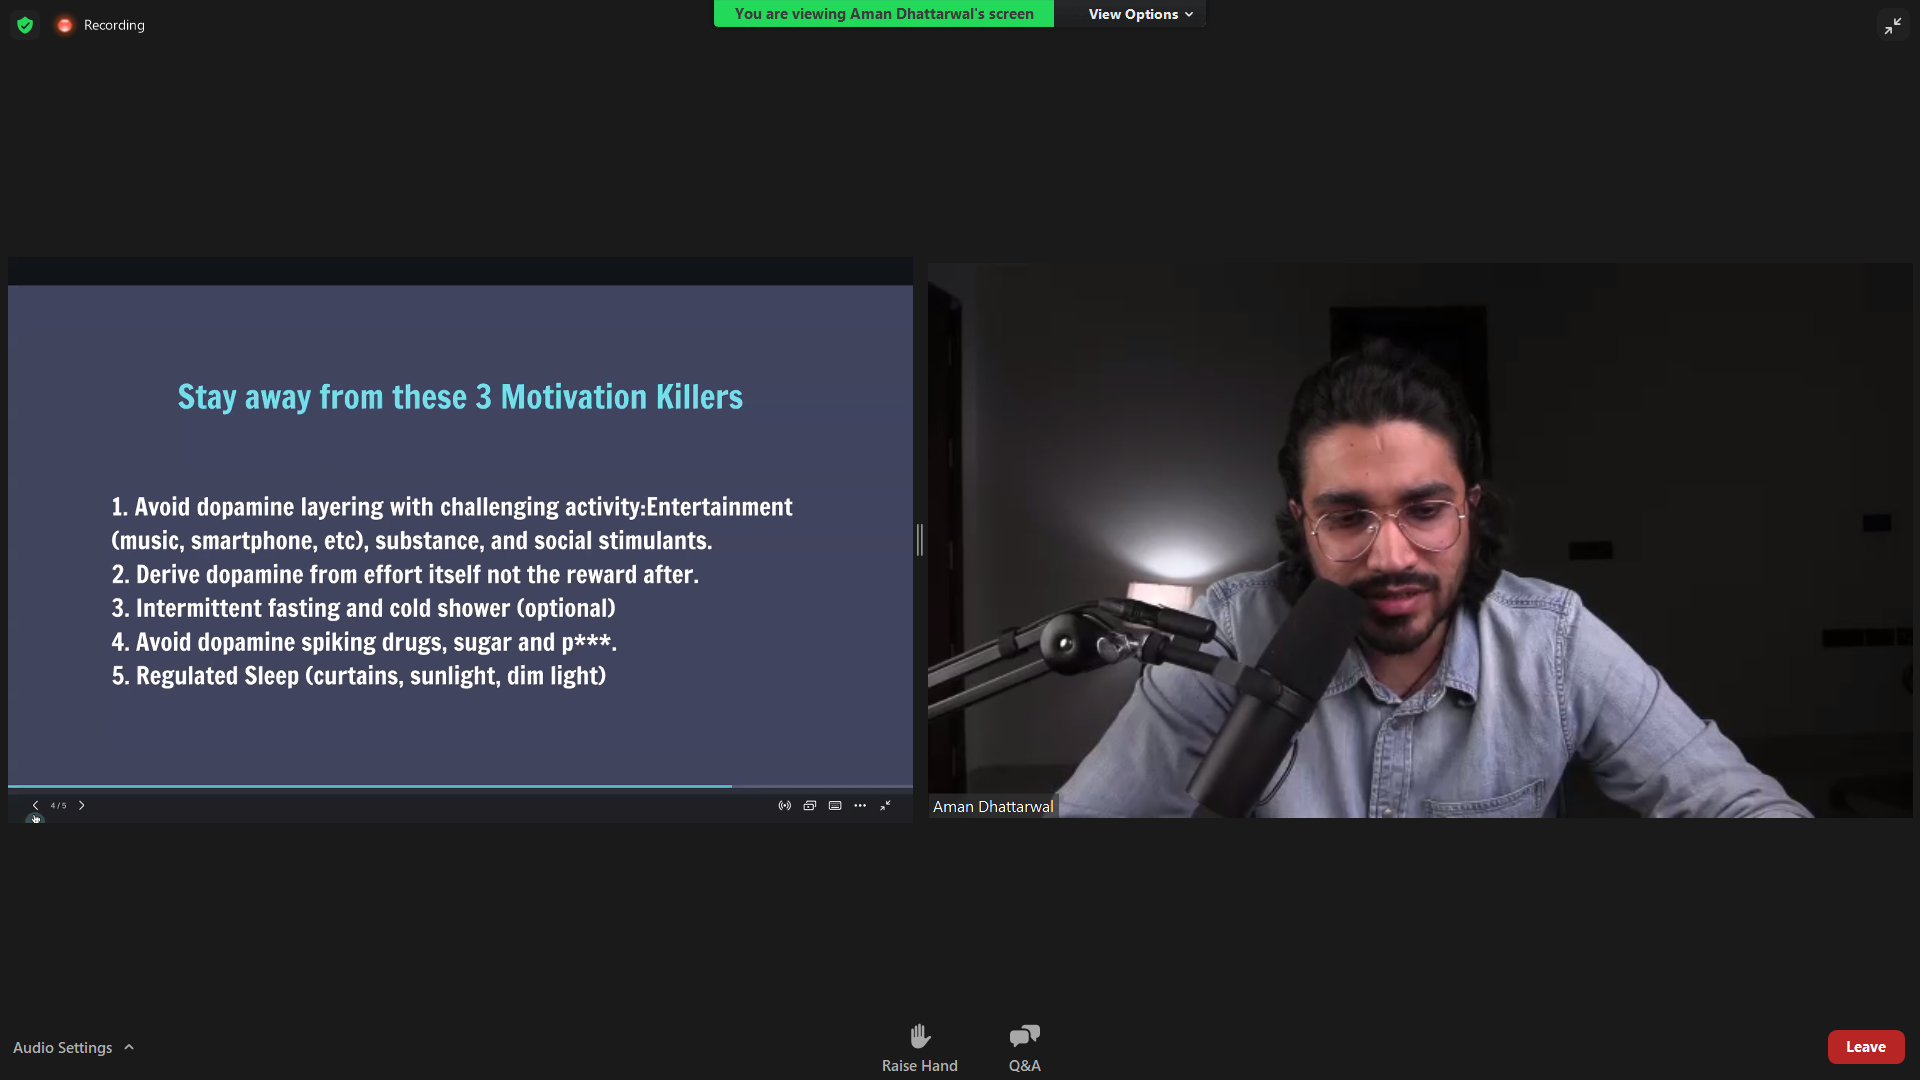 Recording
You are viewing Aman Dhattarwal's screen
View Options
Stay away from these 3 Motivation Killers
1. Avoid dopamine layering with challenging activity:Entertainment
(music, smartphone, etc), substance, and social stimulants.
2. Derive dopamine from effort itself not the reward after.
3. Intermittent fasting and cold shower (optional)
4. Avoid dopamine spiking drugs, sugar and p***.
5. Regulated Sleep (curtains, sunlight, dim light)
4 / 5
Aman Dhattarwal
Audio Settings
Raise Hand
Q&A
Leave